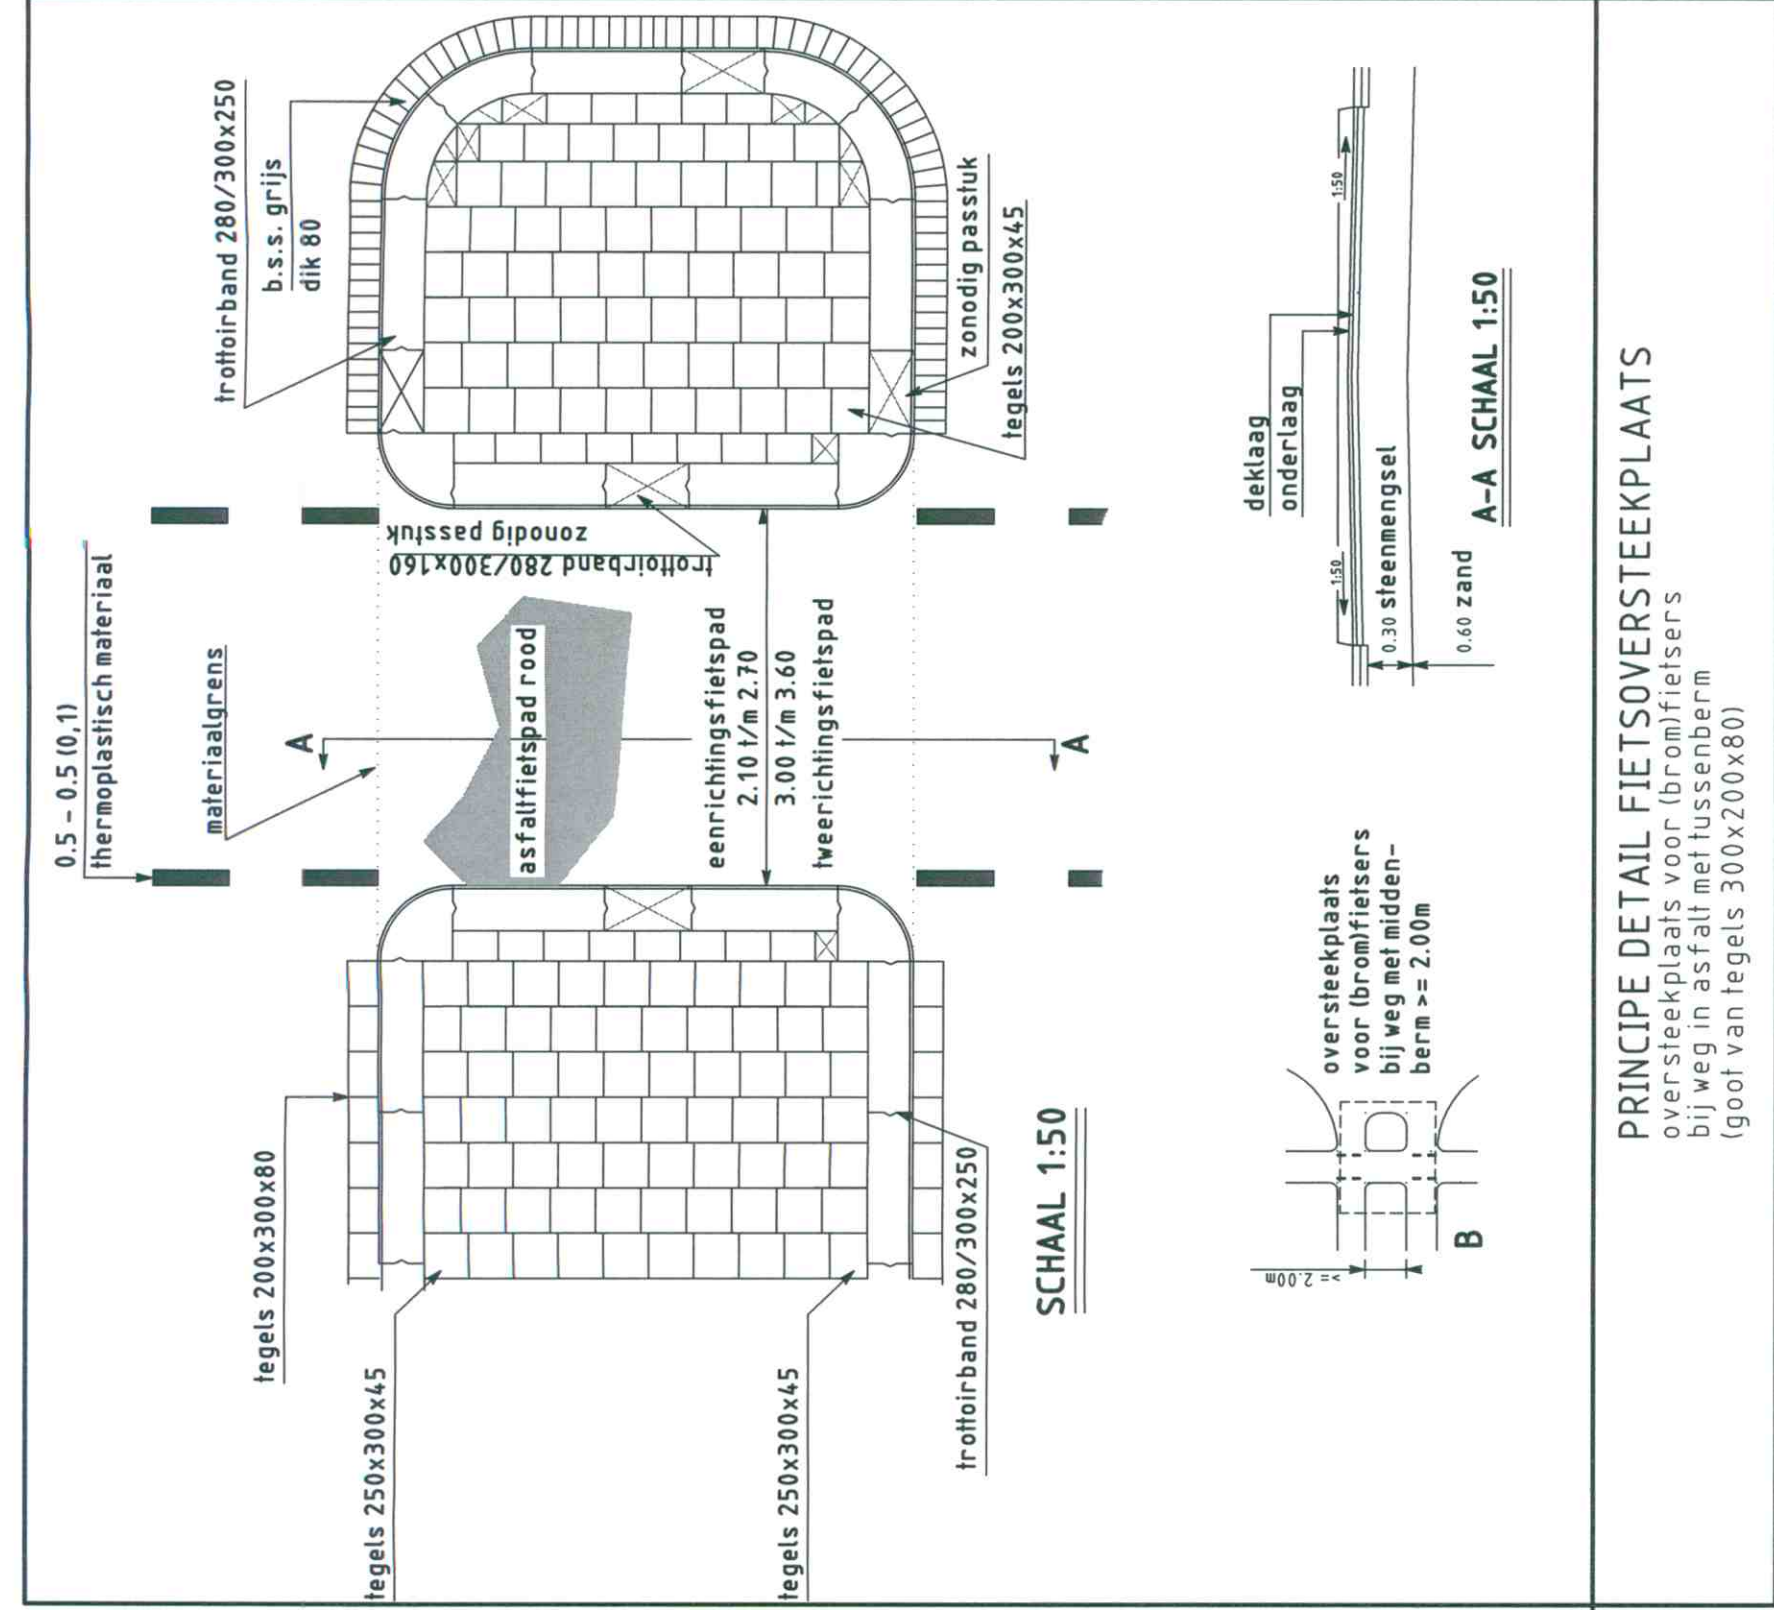 0.5 – 0.5 (0,1)
thermoplastisch materiaal
materiaalgrens
trottoirband 280/300x250
b.s.s. grijs
dik 80
tegels 200x300x80
A
asfaltfietspad rood
trottoirband 280/300x160
zonodig passtuk
tegels 250x300x45
eenrichtingsfietspad
2.10 t/m 2.70
3.00 t/m 3.60
tweerichtingsfietspad
tegels 250x300x45
trottoirband 280/300x250
zonodig passtuk
tegels 200x300x45
A
SCHAAL 1:50
>= 2.00m
B
oversteekplaats
voor (brom)fietsers
bij weg met midden-
berm >= 2.00m
deklaag
onderlaag
1:50
1:50
0.30 steenmengsel
0.60 zand
A-A SCHAAL 1:50
PRINCIPE DETAIL FIETSOVERSTEEKPLAATS
oversteekplaats voor (brom)fietsers
bij weg in asfalt met tussenberm
(goot van tegels 300x200x80)